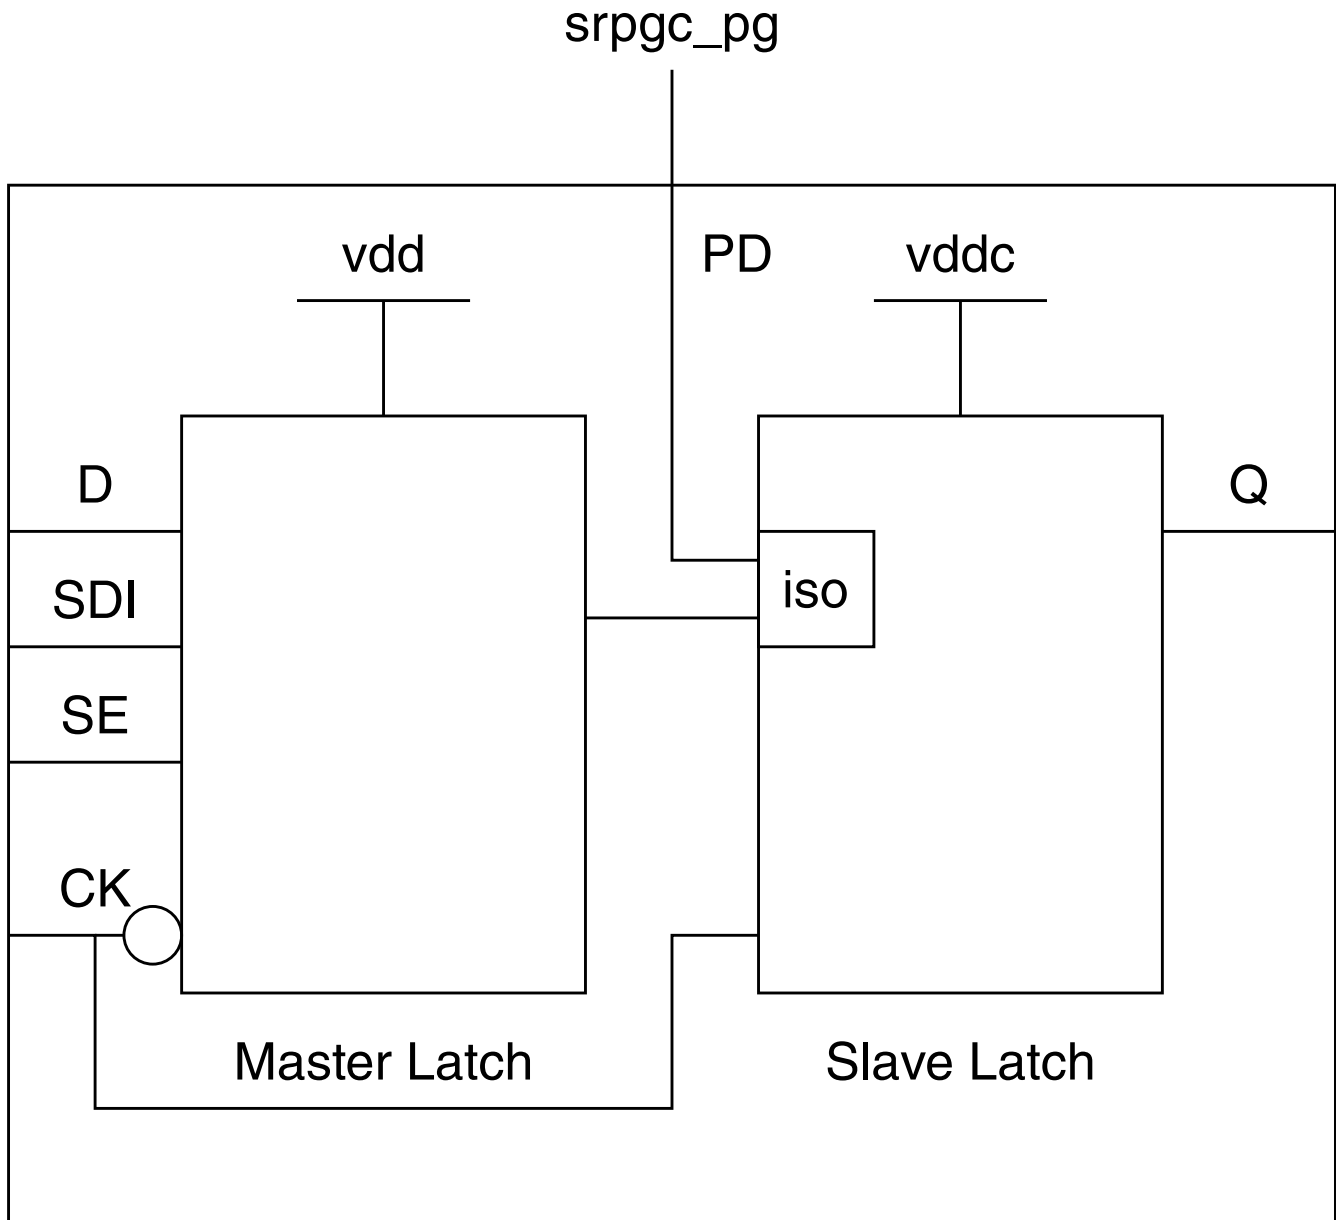 srpgc_pg
vdd
PD
vddc
D
Q
SDI
iso
SE
CK
Master Latch
Slave Latch